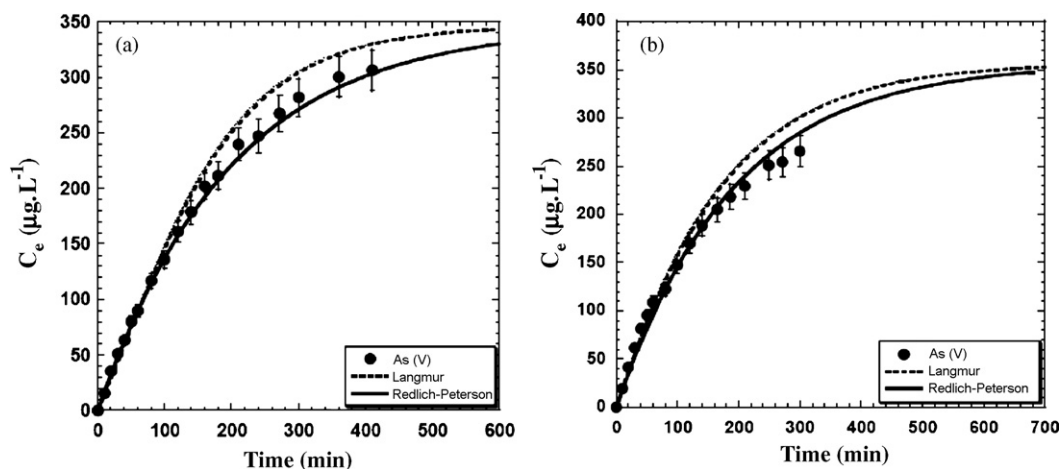 350
(a)
300
250
200
150
100
50
0
C_e (µg.L⁻¹)
As (V)
Langmur
Redlich-Peterson
0 100 200 300 400 500 600
Time (min)
400
(b)
350
300
250
200
150
100
50
0
C_e (µg.L⁻¹)
As (V)
Langmur
Redlich-Peterson
0 100 200 300 400 500 600 700
Time (min)